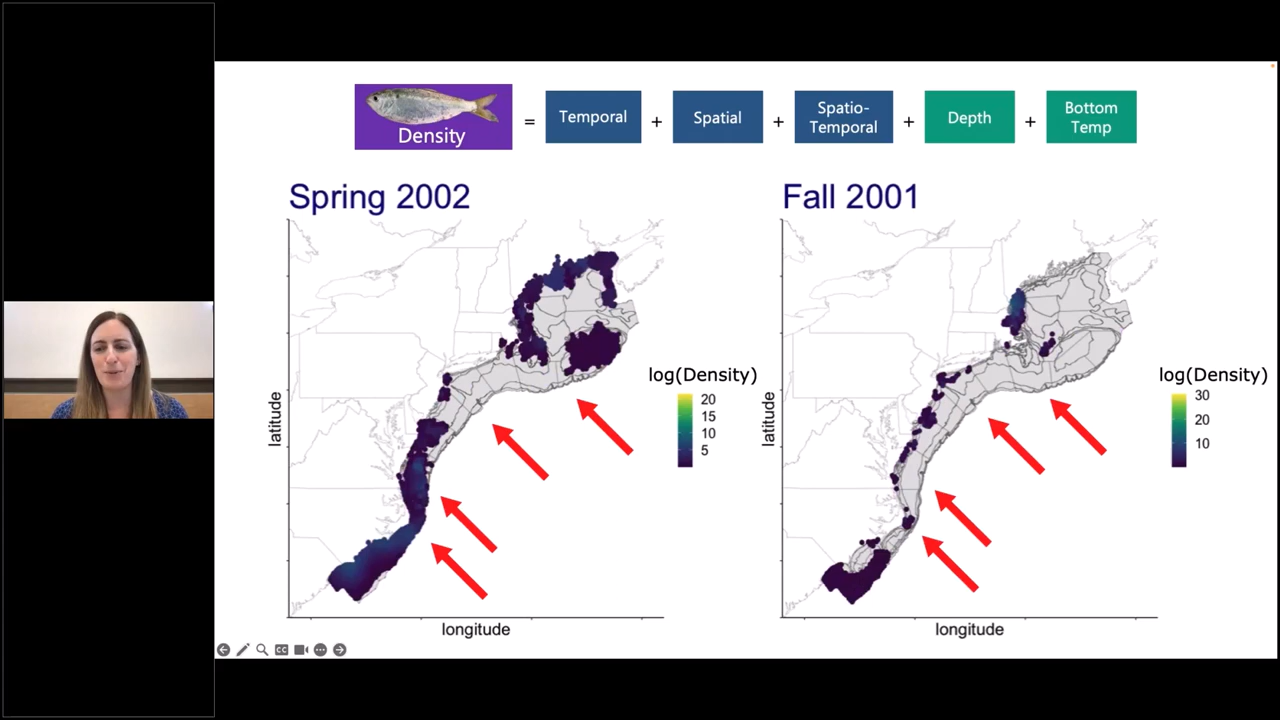 Density = Temporal + Spatial + Spatio-Temporal + Depth + Bottom Temp
Spring 2002
Fall 2001
log(Density)
20
15
10
5
log(Density)
30
20
10
latitude
latitude
longitude
longitude
CC